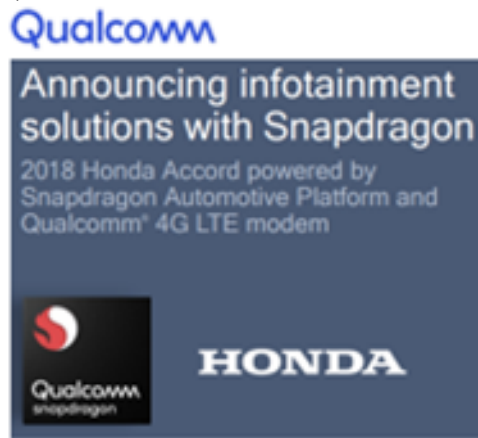 Qualcomm
Announcing infotainment
solutions with Snapdragon
2018 Honda Accord powered by
Snapdragon Automotive Platform and
Qualcomm® 4G LTE modem
Qualcomm
snapdragon
HONDA